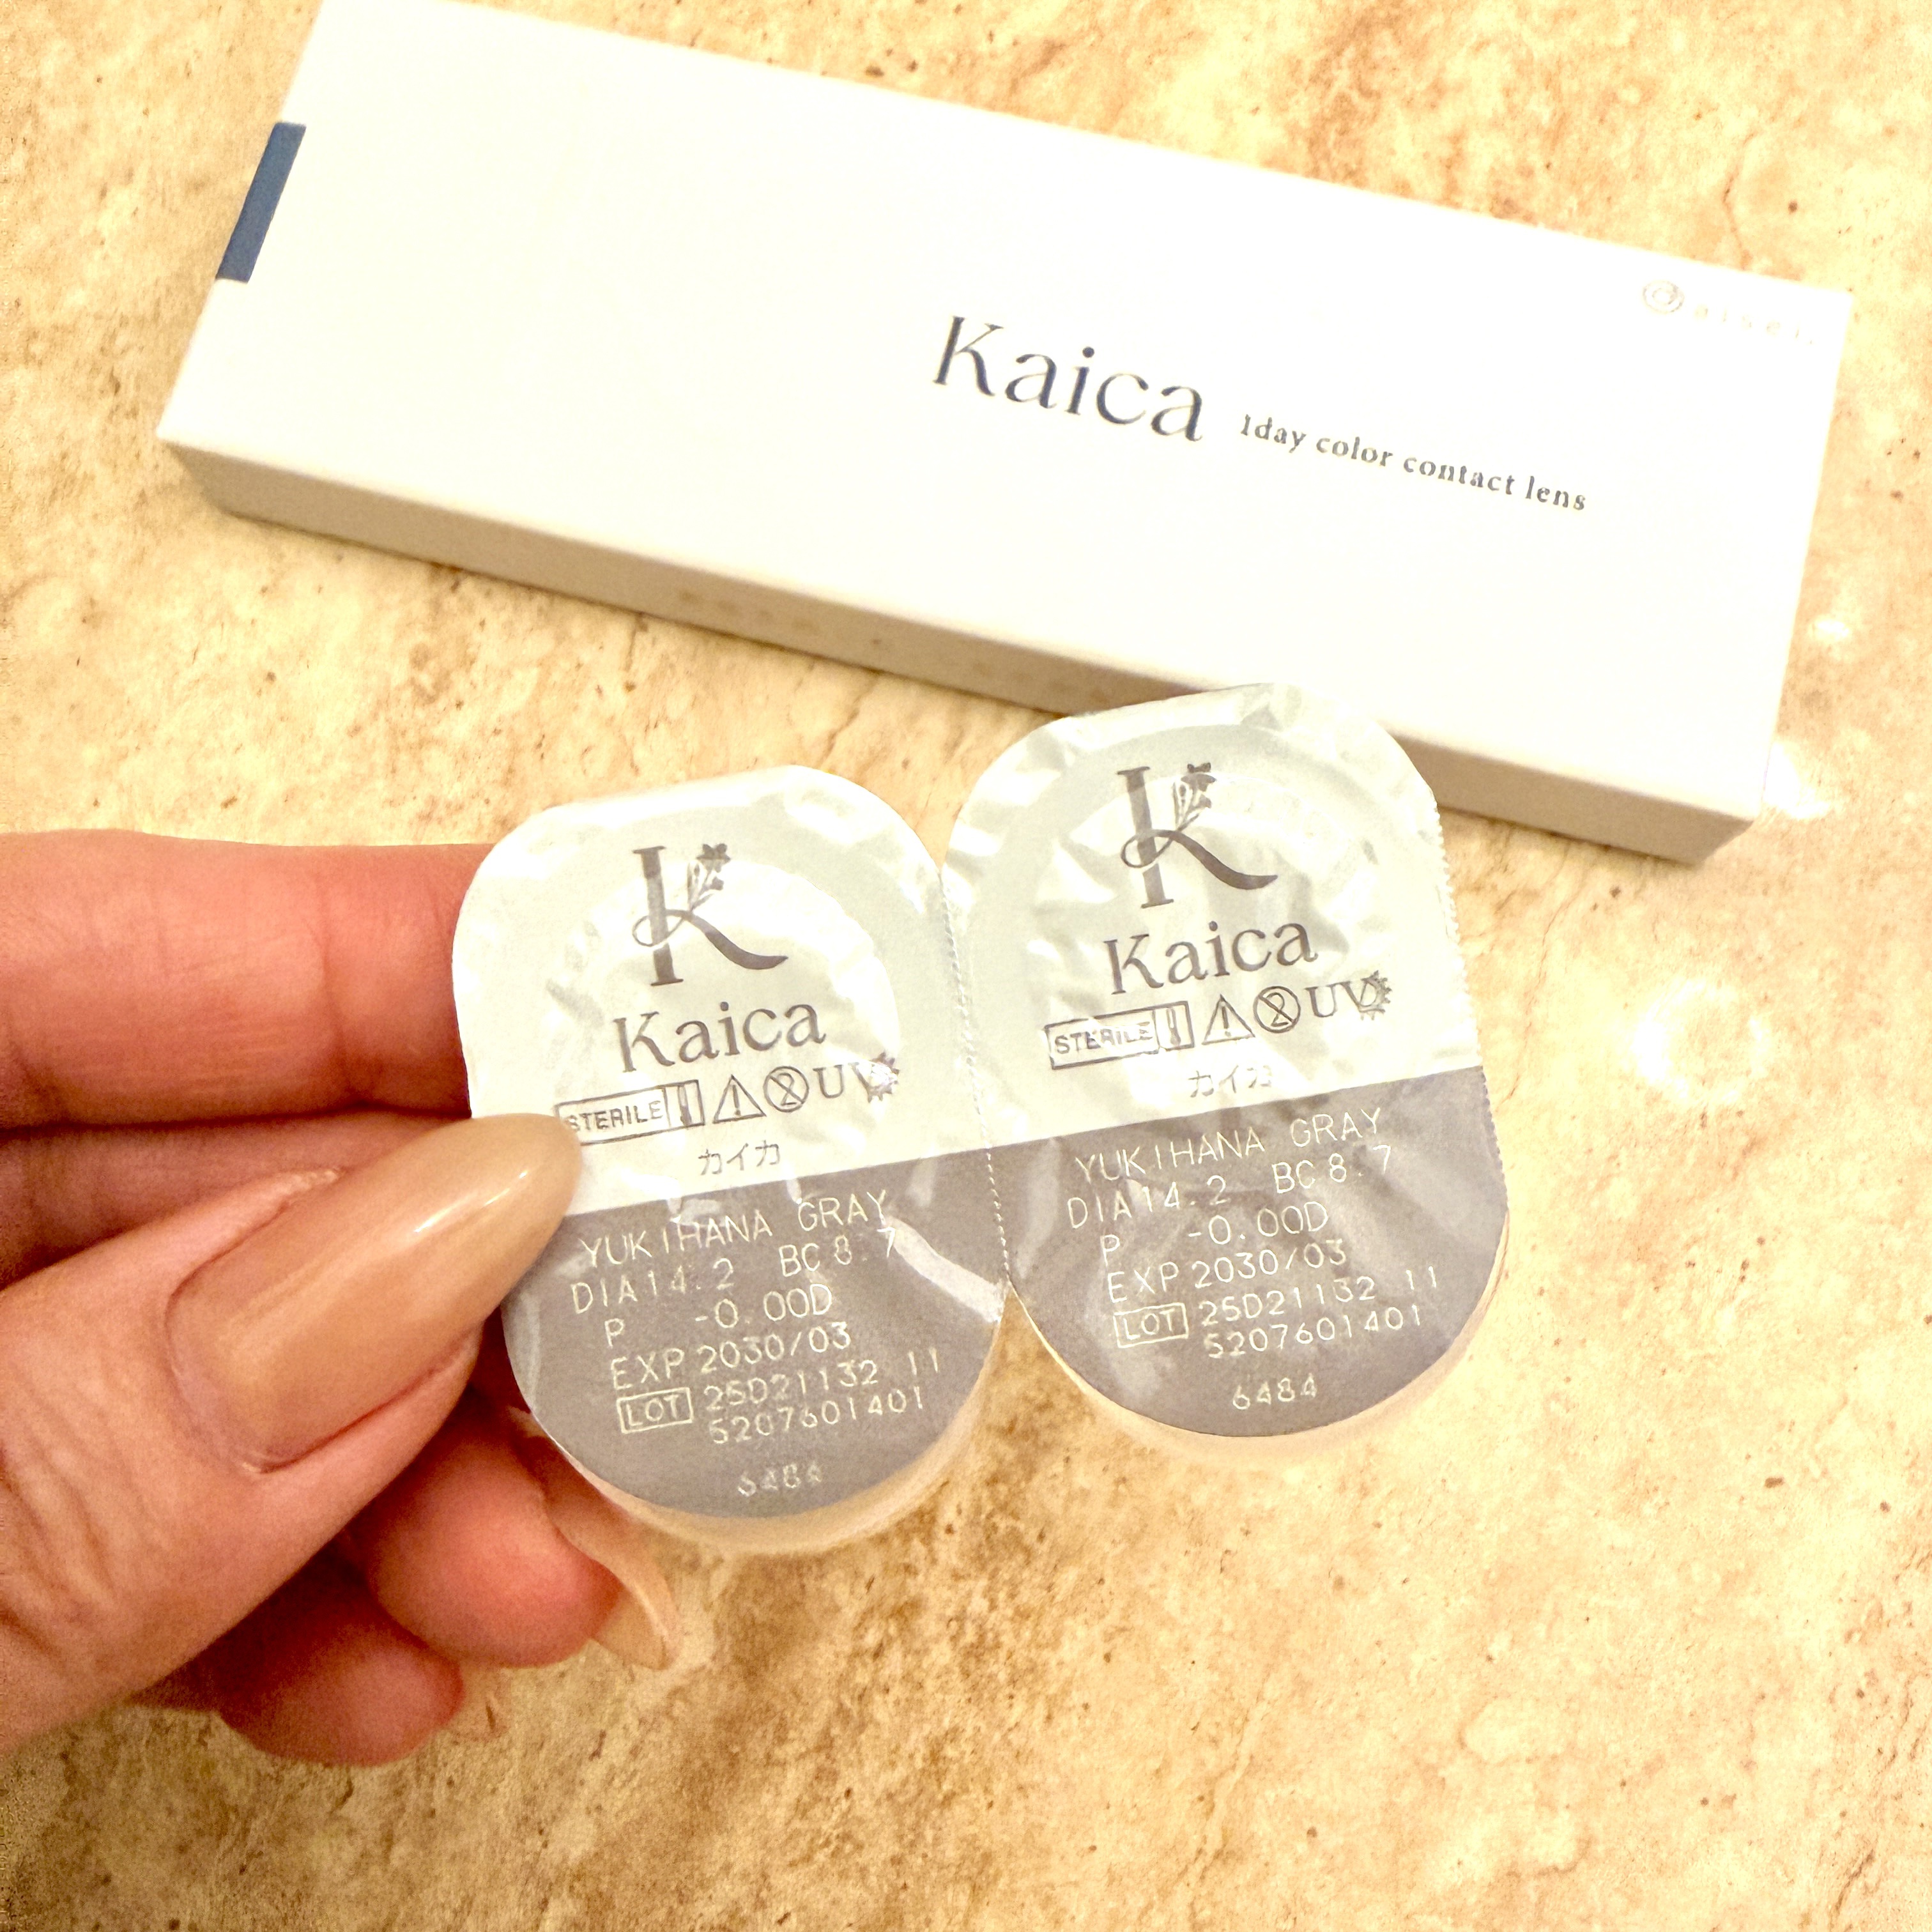 aisei.
Kaica 1day color contact lens
K
Kaica
STERILE UV
カイカ
YUKIHANA GRAY
DIA14.2 BC8.7
P -0.00D
EXP 2030/03
LOT 25D21132 11
5207601401
6484
K
Kaica
STERILE UV
カイカ
YUKIHANA GRAY
DIA14.2 BC8.7
P -0.00D
EXP 2030/03
LOT 25D21132 11
5207601401
6484